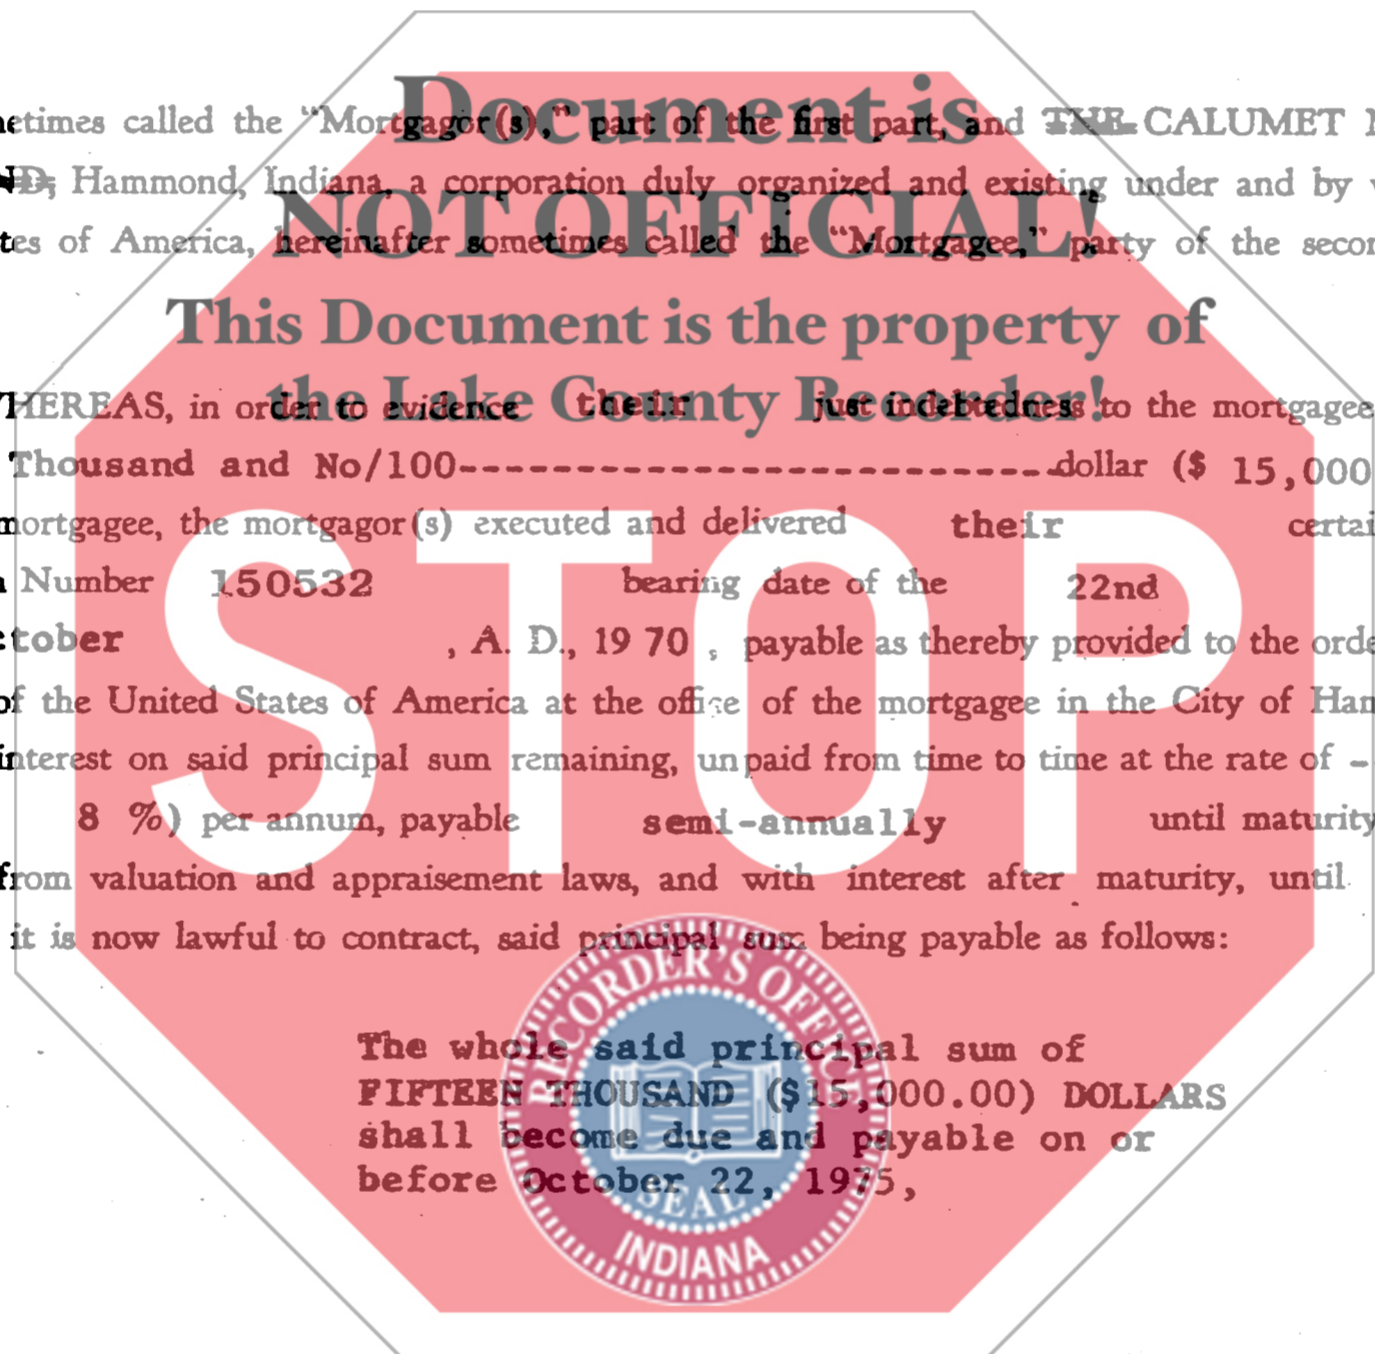 Document is
NOT OFFICIAL!
This Document is the property of
the Lake County Recorder!
STOP
RECORDER'S OFFICE
SEAL
INDIANA
etimes called the "Mortgagor(s)," part of the first part, and THE CALUMET
ND, Hammond, Indiana, a corporation duly organized and existing under and by
tes of America, hereinafter sometimes called the "Mortgagee," party of the secon
WHEREAS, in order to evidence their just indebtedness to the mortgagee
Thousand and No/100-------------------------dollar ($ 15,000
mortgagee, the mortgagor(s) executed and delivered their certai
Number 150532 bearing date of the 22nd
tober , A. D., 19 70 , payable as thereby provided to the orde
of the United States of America at the office of the mortgagee in the City of Ham
interest on said principal sum remaining, unpaid from time to time at the rate of -
8 %) per annum, payable semi-annually until maturity
from valuation and appraisement laws, and with interest after maturity, until
it is now lawful to contract, said principal sum being payable as follows:
The whole said principal sum of
FIFTEEN THOUSAND ($15,000.00) DOLLARS
shall become due and payable on or
before October 22, 1975,